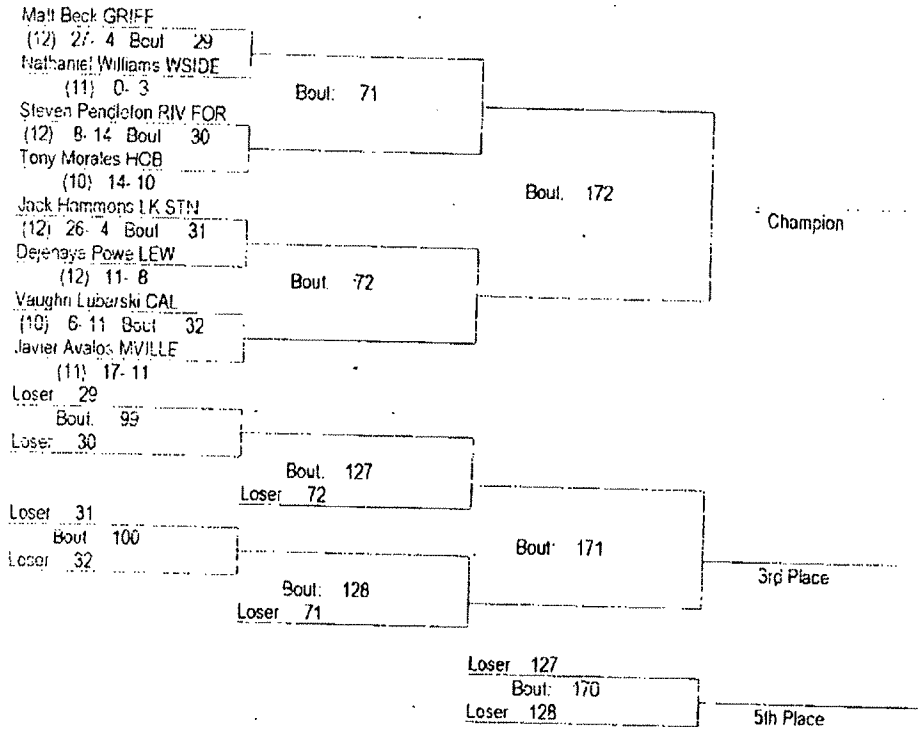 Matt Beck GRIFF
(12) 27- 4 Bout 29
Nathaniel Williams WSIDE
(11) 0- 3
Bout: 71
Steven Pendleton RIV FOR
(12) 8- 14 Bout 30
Tony Morales HCB
(10) 14- 10
Bout. 172
Champion
Jack Hammons LK STN
(12) 26- 4 Bout 31
Dejenaya Powe LEW
(12) 11- 8
Bout. 72
Vaughn Lubarski CAL
(10) 6- 11 Bout 32
Javier Avalos MVILLE
(11) 17- 11
Loser 29
Bout. 99
Loser 30
Bout. 127
Loser 72
Loser 31
Bout 100
Loser 32
Bout: 171
3rd Place
Bout: 128
Loser 71
Loser 127
Bout: 170
Loser 128
5th Place